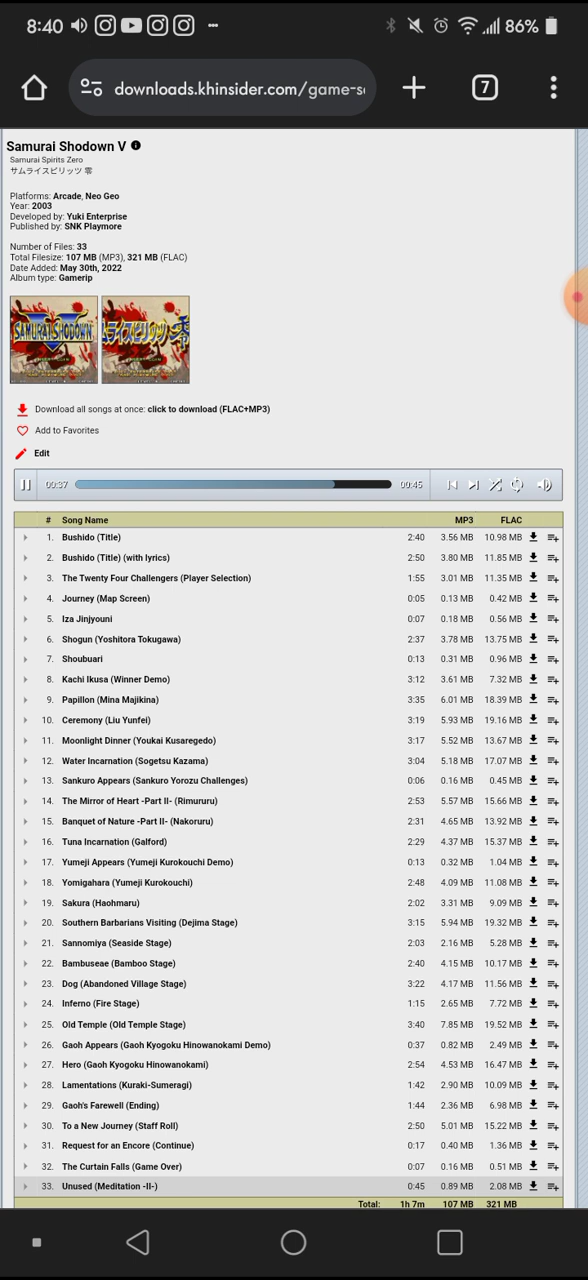 8:40
86%
downloads.khinsider.com/game-s
7
Samurai Shodown V
Samurai Spirits Zero
サムライスピリッツ 零
Platforms: Arcade, Neo Geo
Year: 2003
Developed by: Yuki Enterprise
Published by: SNK Playmore
Number of Files: 33
Total Filesize: 107 MB (MP3), 321 MB (FLAC)
Date Added: May 30th, 2022
Album type: Gamerip
SAMURAI SHODOWN
Download all songs at once: click to download (FLAC+MP3)
Add to Favorites
Edit
00:37 00:45
# Song Name MP3 FLAC
1. Bushido (Title) 2:40 3.56 MB 10.98 MB
2. Bushido (Title) (with lyrics) 2:50 3.80 MB 11.85 MB
3. The Twenty Four Challengers (Player Selection) 1:55 3.01 MB 11.35 MB
4. Journey (Map Screen) 0:05 0.13 MB 0.42 MB
5. Iza Jinjyouni 0:07 0.18 MB 0.56 MB
6. Shogun (Yoshitora Tokugawa) 2:37 3.78 MB 13.75 MB
7. Shoubuari 0:13 0.31 MB 0.96 MB
8. Kachi Ikusa (Winner Demo) 3:12 3.61 MB 7.32 MB
9. Papillon (Mina Majikina) 3:35 6.01 MB 18.39 MB
10. Ceremony (Liu Yunfei) 3:19 5.93 MB 19.16 MB
11. Moonlight Dinner (Youkai Kusaregedo) 3:17 5.52 MB 13.67 MB
12. Water Incarnation (Sogetsu Kazama) 3:04 5.18 MB 17.07 MB
13. Sankuro Appears (Sankuro Yorozu Challenges) 0:06 0.16 MB 0.45 MB
14. The Mirror of Heart -Part II- (Rimururu) 2:53 5.57 MB 15.66 MB
15. Banquet of Nature -Part II- (Nakoruru) 2:31 4.65 MB 13.92 MB
16. Tuna Incarnation (Galford) 2:29 4.37 MB 15.37 MB
17. Yumeji Appears (Yumeji Kurokouchi Demo) 0:13 0.32 MB 1.04 MB
18. Yomigahara (Yumeji Kurokouchi) 2:48 4.09 MB 11.08 MB
19. Sakura (Haohmaru) 2:02 3.31 MB 9.09 MB
20. Southern Barbarians Visiting (Dejima Stage) 3:15 5.94 MB 19.32 MB
21. Sannomiya (Seaside Stage) 2:03 2.16 MB 5.28 MB
22. Bambuseae (Bamboo Stage) 2:40 4.15 MB 10.17 MB
23. Dog (Abandoned Village Stage) 3:22 4.17 MB 11.56 MB
24. Inferno (Fire Stage) 1:15 2.65 MB 7.72 MB
25. Old Temple (Old Temple Stage) 3:40 7.85 MB 19.52 MB
26. Gaoh Appears (Gaoh Kyogoku Hinowanokami Demo) 0:37 0.82 MB 2.49 MB
27. Hero (Gaoh Kyogoku Hinowanokami) 2:54 4.53 MB 16.47 MB
28. Lamentations (Kuraki-Sumeragi) 1:42 2.90 MB 10.09 MB
29. Gaoh's Farewell (Ending) 1:44 2.36 MB 6.98 MB
30. To a New Journey (Staff Roll) 2:50 5.01 MB 15.22 MB
31. Request for an Encore (Continue) 0:17 0.40 MB 1.36 MB
32. The Curtain Falls (Game Over) 0:07 0.16 MB 0.51 MB
33. Unused (Meditation -II-) 0:45 0.89 MB 2.08 MB
Total: 1h 7m 107 MB 321 MB